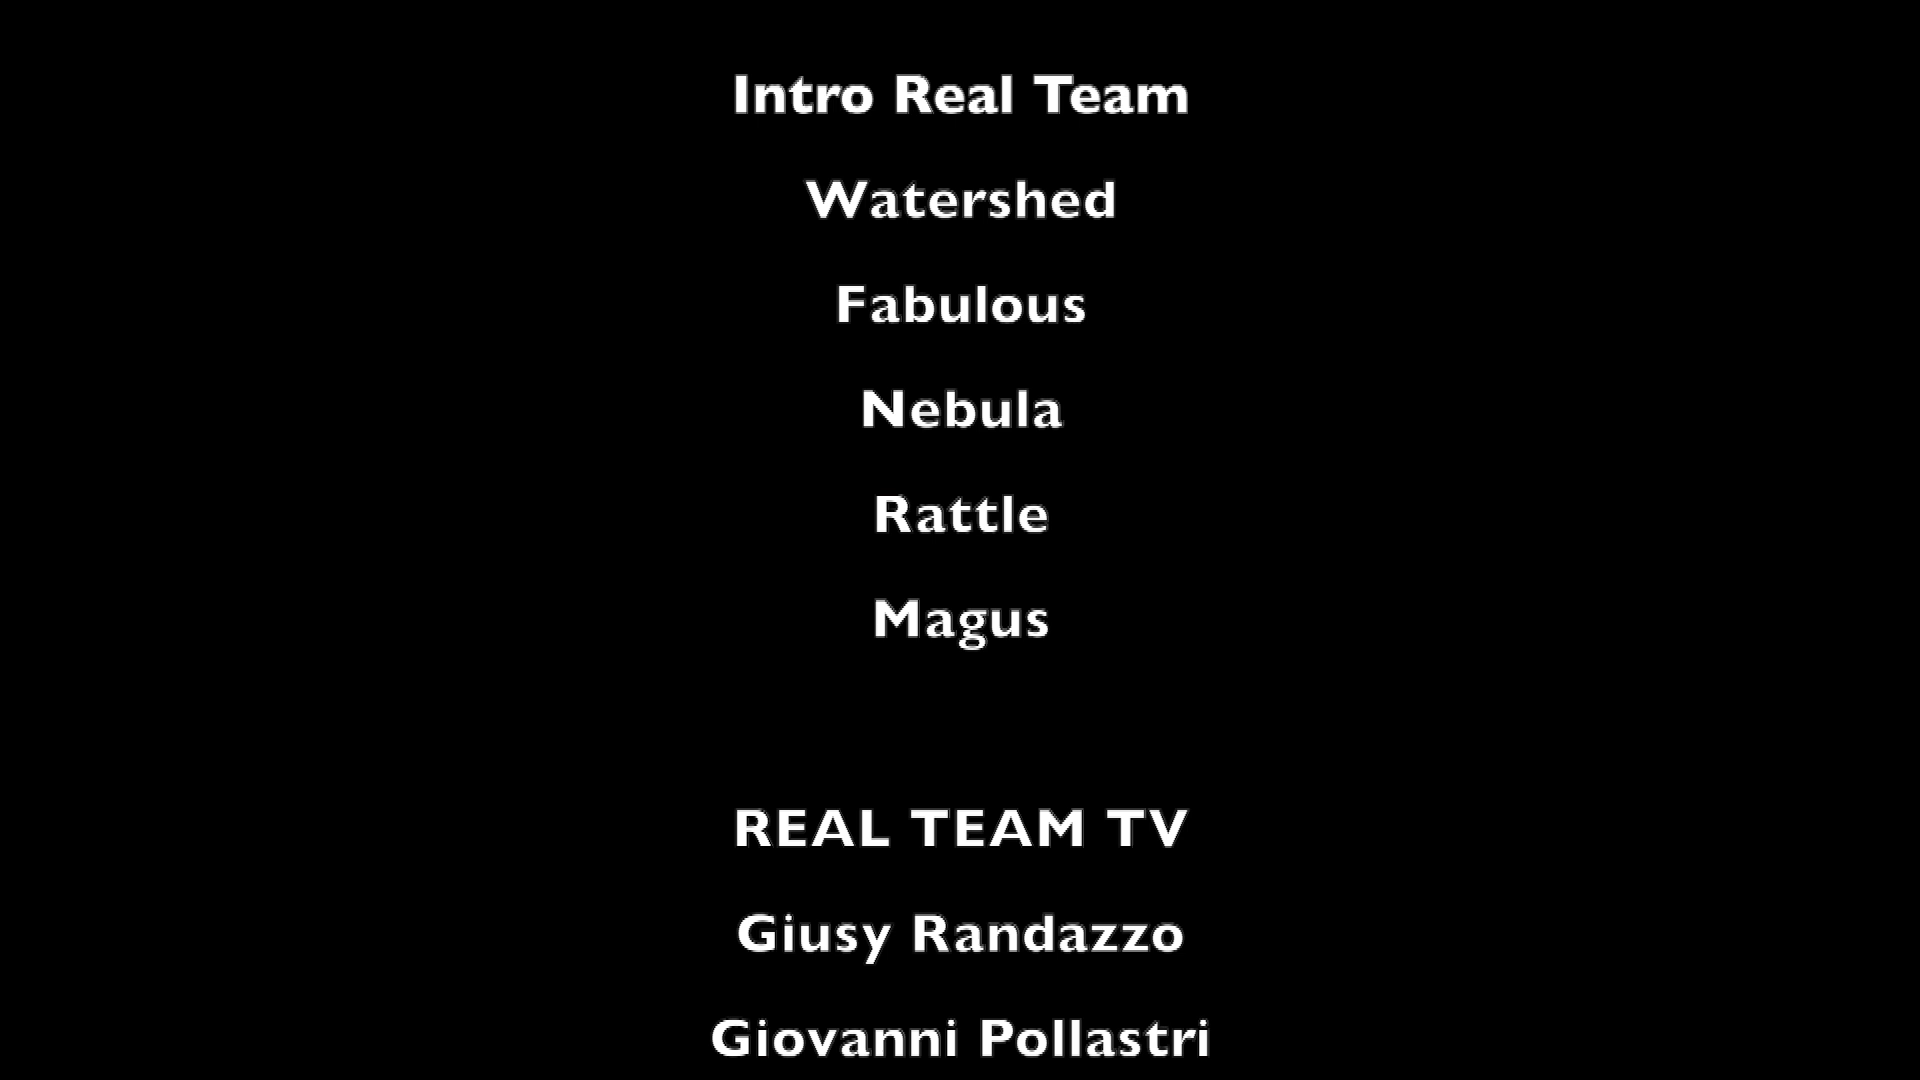 Intro Real Team
Watershed
Fabulous
Nebula
Rattle
Magus
REAL TEAM TV
Giusy Randazzo
Giovanni Pollastri